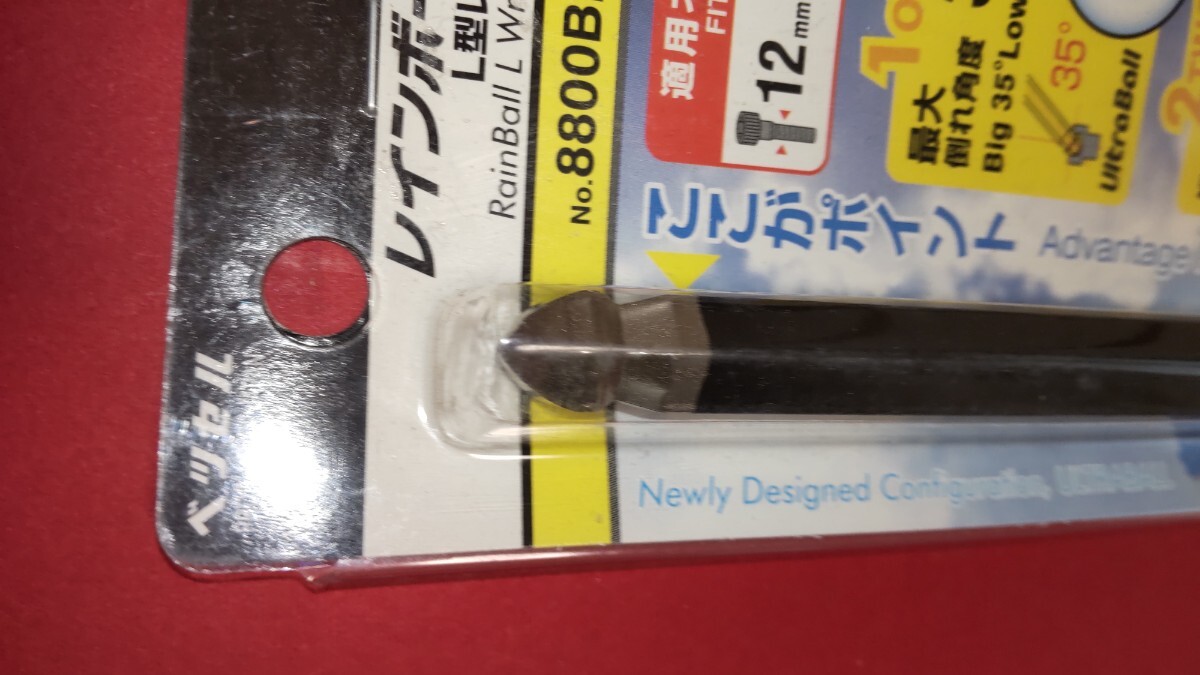 ベッセル
レインボー
L型レ
RainBall L Wr
No.8800B
適用
FIT
12mm
1
最大
倒れ角度
Big 35°Low
35°
UltraBall
2
ここがポイント
Advantage
Newly Designed Configuration, ULTRABALL